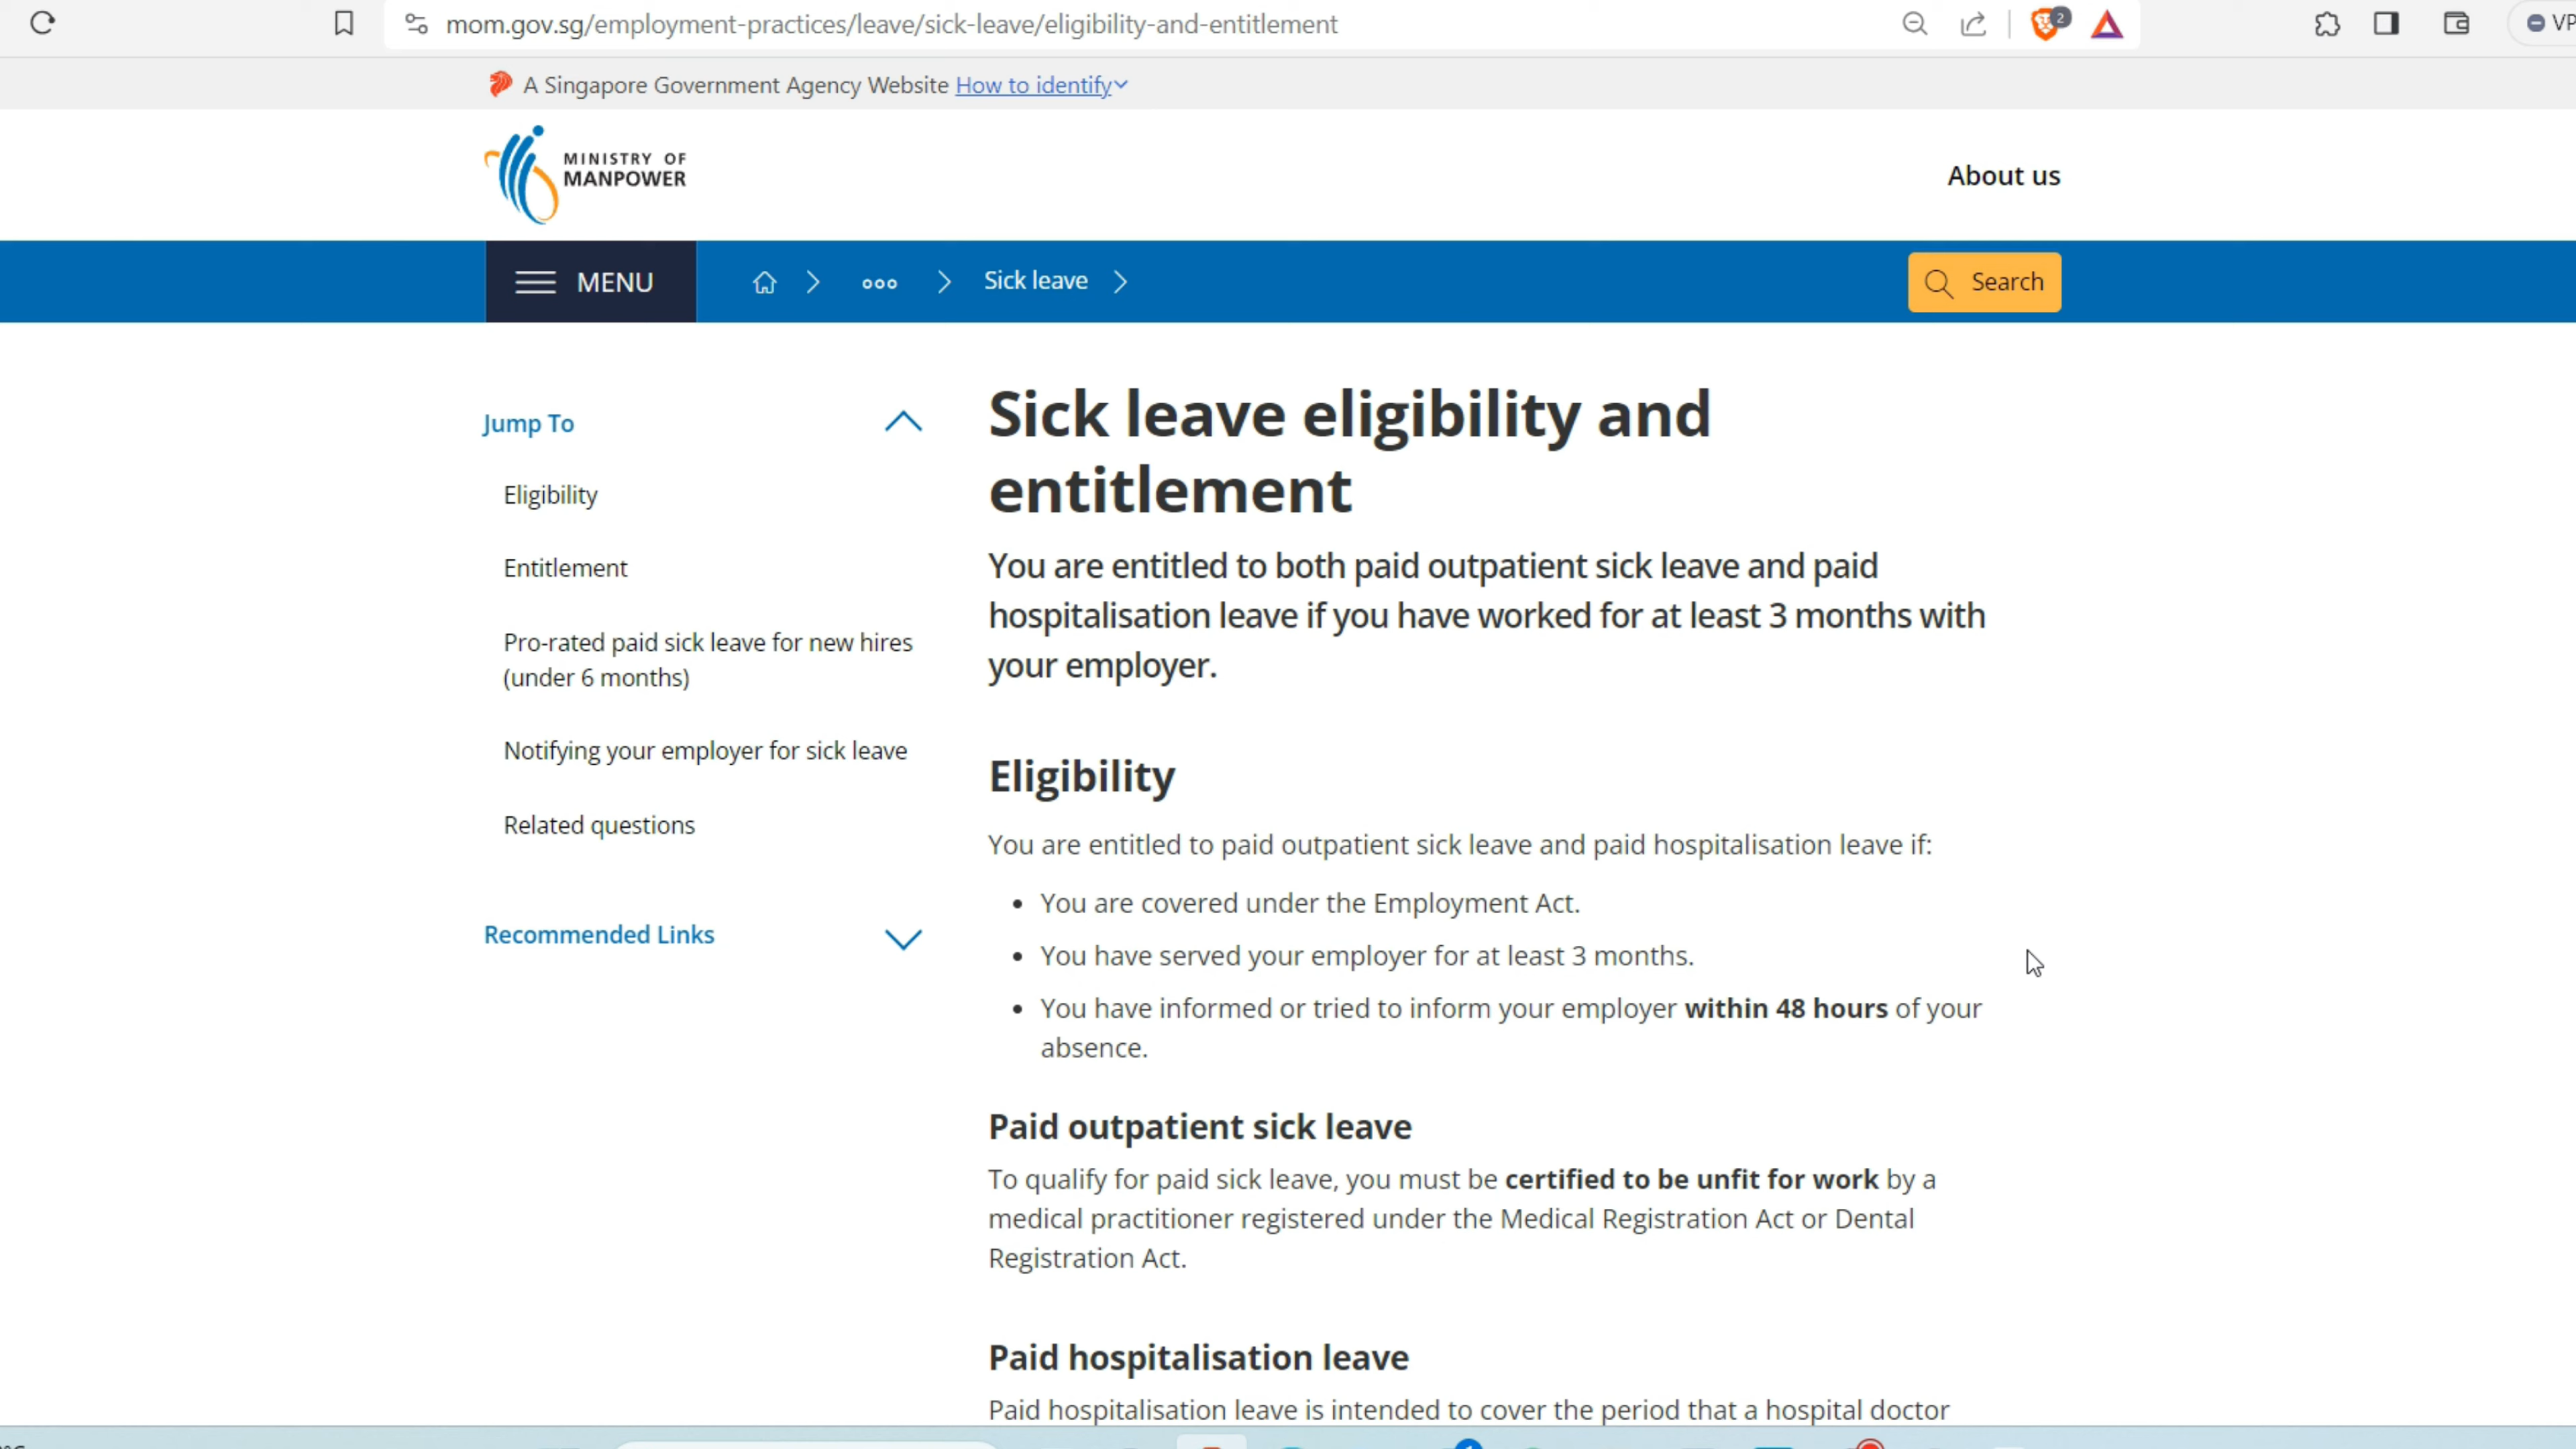 mom.gov.sg/employment-practices/leave/sick-leave/eligibility-and-entitlement
2
VP
A Singapore Government Agency Website How to identify
MINISTRY OF
MANPOWER
About us
MENU
Sick leave
Search
Jump To
Eligibility
Entitlement
Pro-rated paid sick leave for new hires
(under 6 months)
Notifying your employer for sick leave
Related questions
Recommended Links
Sick leave eligibility and
entitlement
You are entitled to both paid outpatient sick leave and paid
hospitalisation leave if you have worked for at least 3 months with
your employer.
Eligibility
You are entitled to paid outpatient sick leave and paid hospitalisation leave if:
• You are covered under the Employment Act.
• You have served your employer for at least 3 months.
• You have informed or tried to inform your employer within 48 hours of your
absence.
Paid outpatient sick leave
To qualify for paid sick leave, you must be certified to be unfit for work by a
medical practitioner registered under the Medical Registration Act or Dental
Registration Act.
Paid hospitalisation leave
Paid hospitalisation leave is intended to cover the period that a hospital doctor